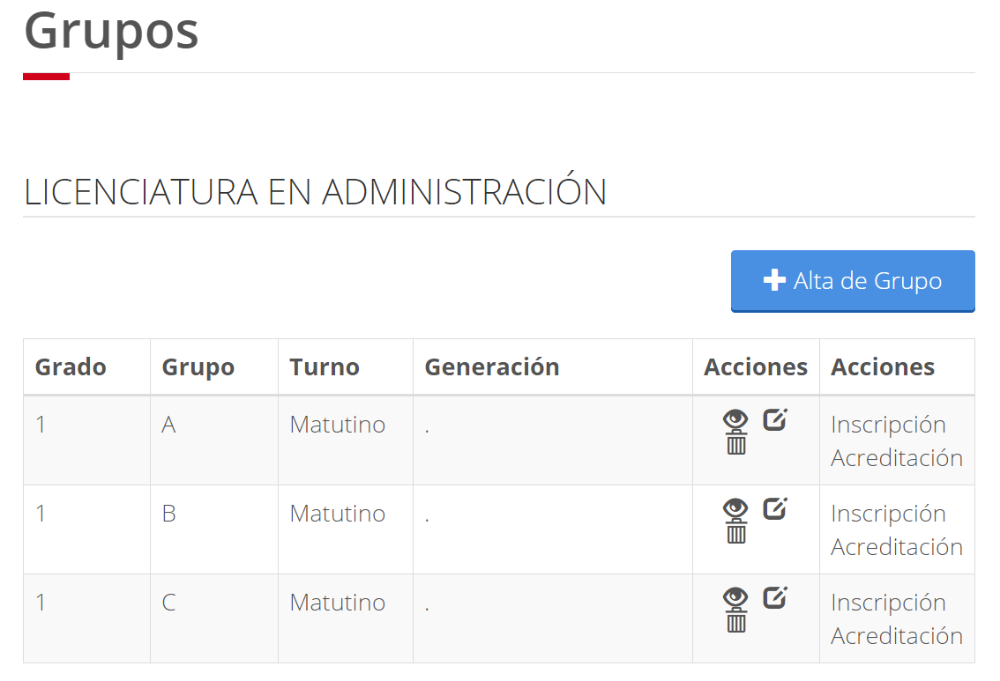 Grupos
LICENCIATURA EN ADMINISTRACIÓN
Alta de Grupo
Grado Grupo Turno Generación Acciones Acciones
1 A Matutino . Inscripción
Acreditación
1 B Matutino . Inscripción
Acreditación
1 C Matutino . Inscripción
Acreditación